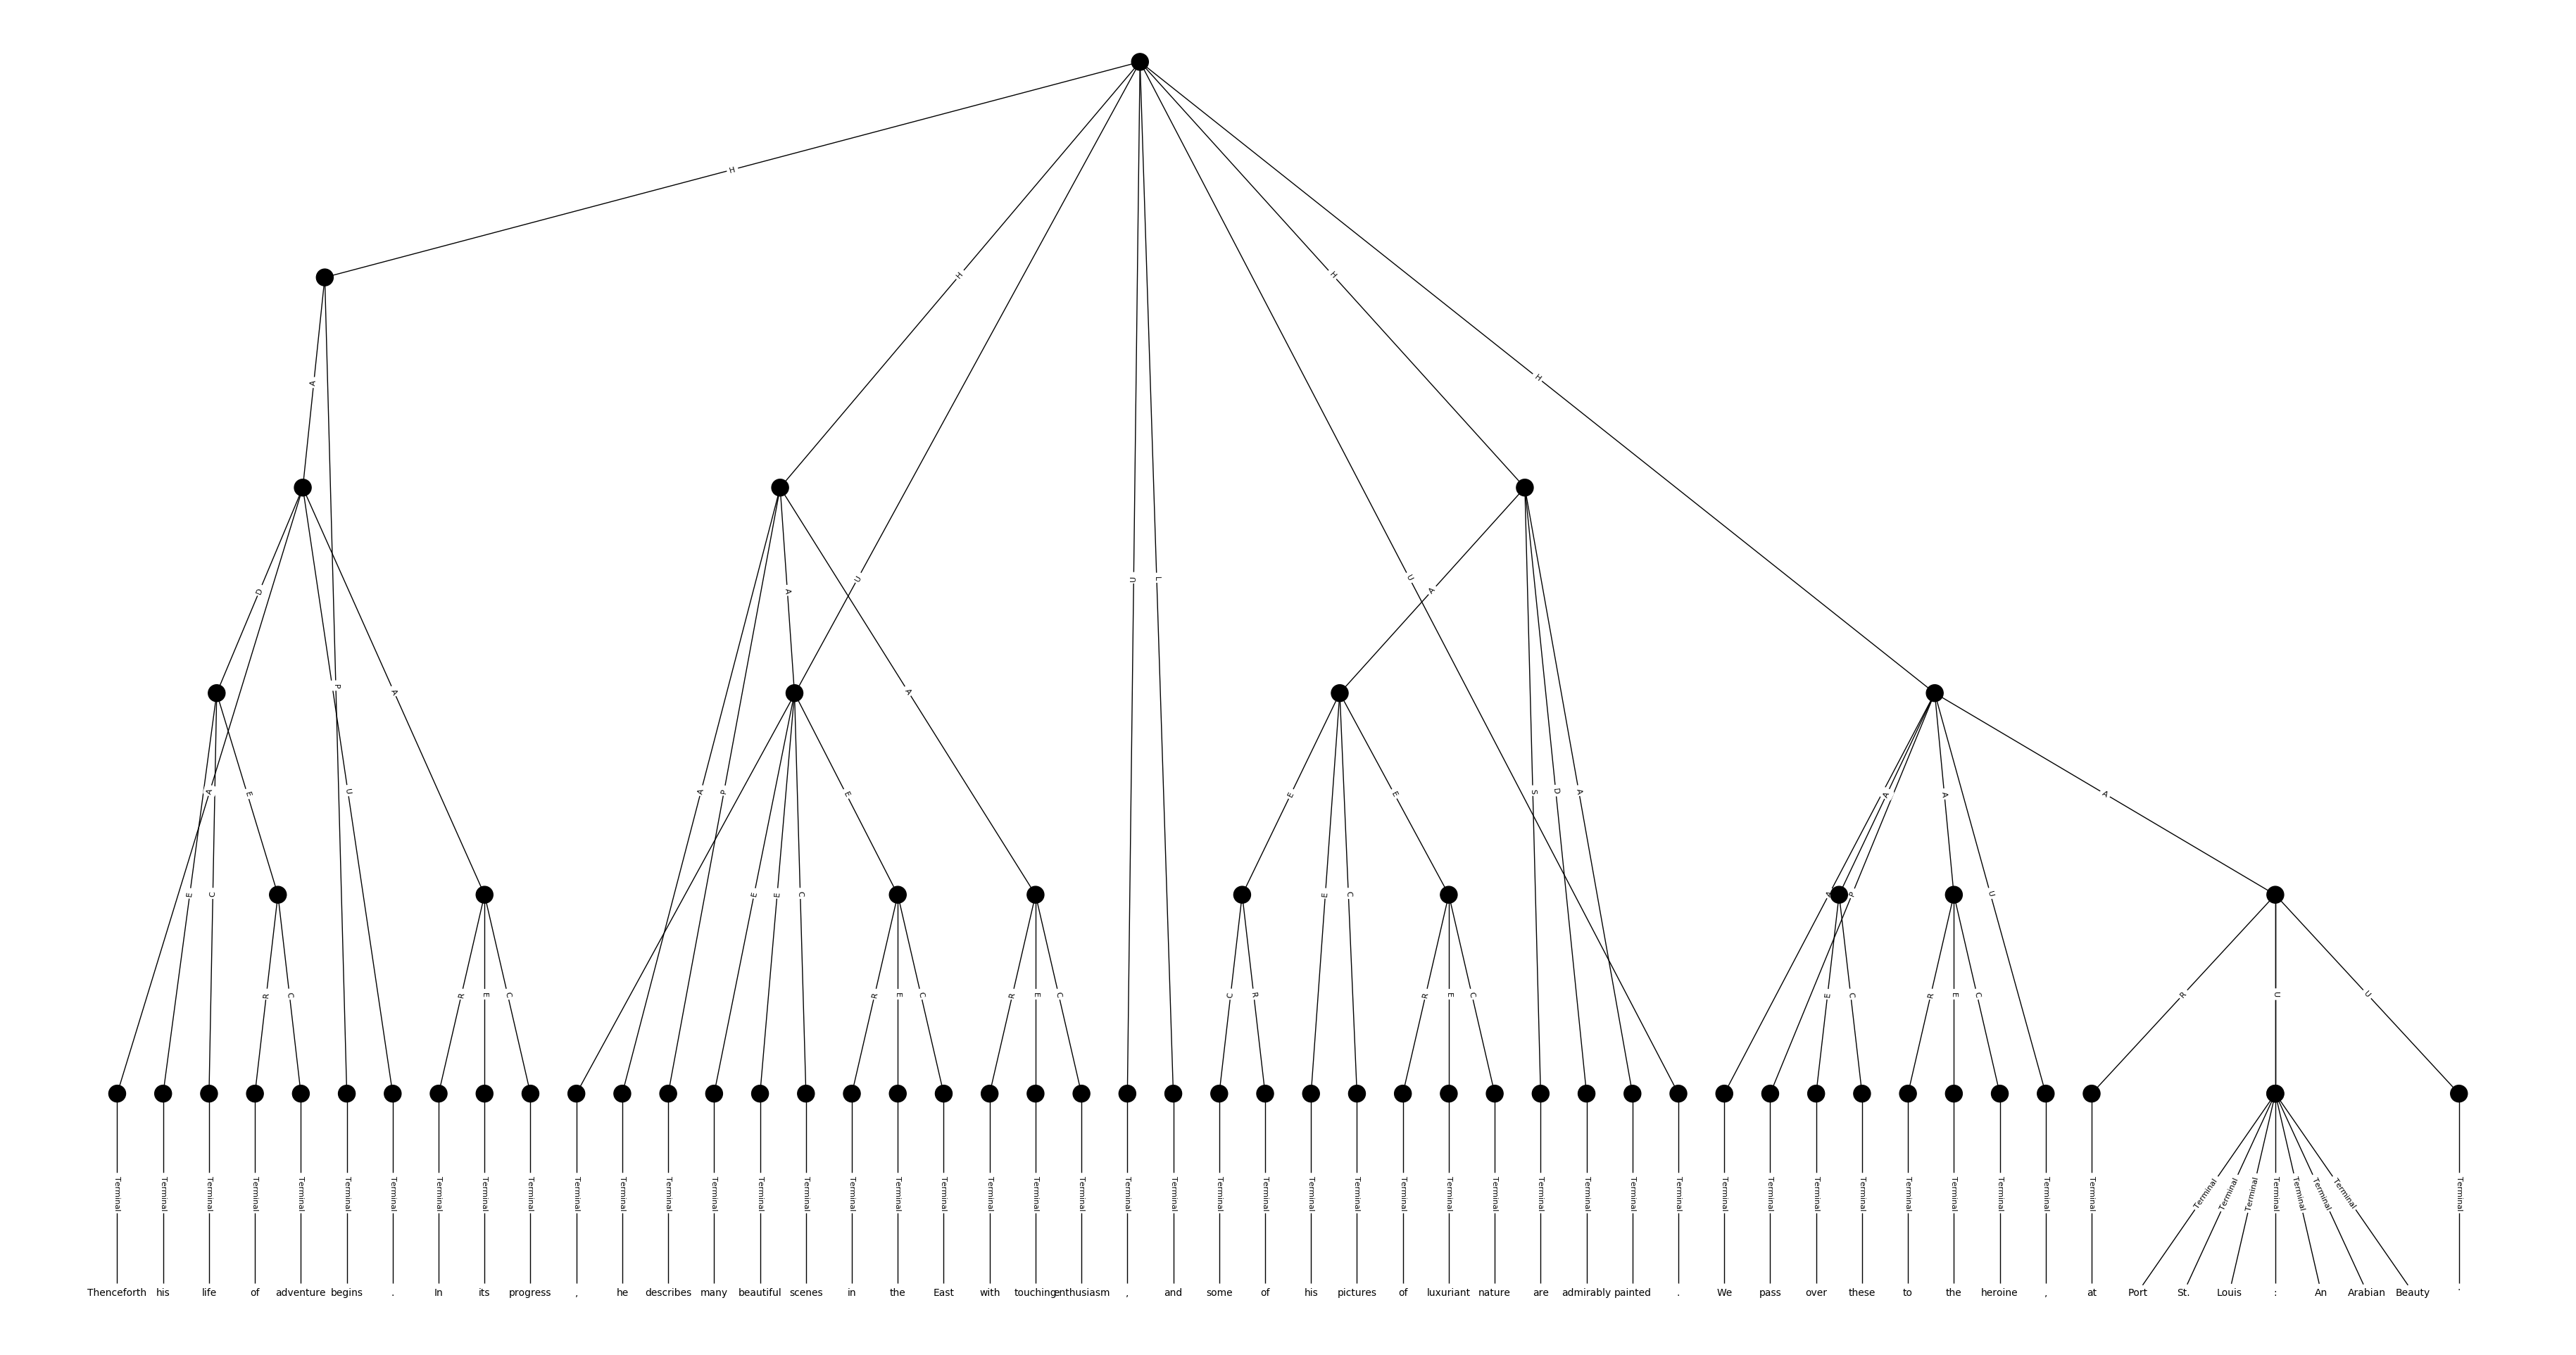 H
H
H
H
A
U
U
L
U
A
D
A
P
A
A
A
U
A
P
A
E
E
E
S
D
A
A
A
A
E
C
E
E
C
E
C
A
P
U
R
C
R
E
C
R
E
C
R
E
C
C
R
R
E
C
E
C
R
E
C
R
U
U
Terminal Terminal Terminal Terminal Terminal Terminal Terminal Terminal Terminal Terminal Terminal Terminal Terminal Terminal Terminal Terminal Terminal Terminal Terminal Terminal Terminal Terminal Terminal Terminal Terminal Terminal Terminal Terminal Terminal Terminal Terminal Terminal Terminal Terminal Terminal Terminal Terminal Terminal Terminal Terminal Terminal Terminal Terminal Terminal Terminal Terminal Terminal Terminal Terminal Terminal Terminal Terminal
Thenceforth his life of adventure begins . In its progress , he describes many beautiful scenes in the East with touching enthusiasm , and some of his pictures of luxuriant nature are admirably painted . We pass over these to the heroine , at Port St. Louis : An Arabian Beauty .